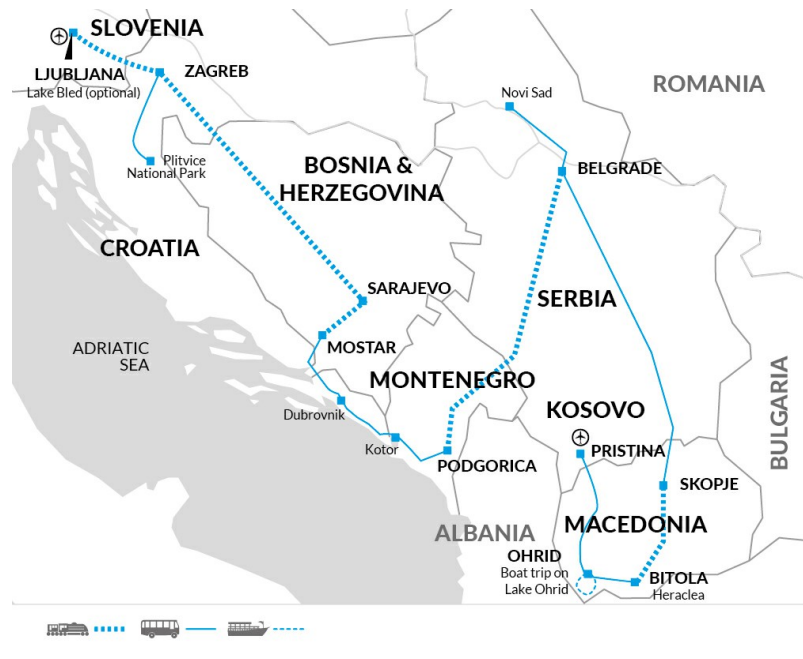 SLOVENIA
LJUBLJANA
Lake Bled (optional)
ZAGREB
Plitvice
National Park
Novi Sad
ROMANIA
BELGRADE
BOSNIA &
HERZEGOVINA
CROATIA
SARAJEVO
SERBIA
ADRIATIC
SEA
MOSTAR
MONTENEGRO
Dubrovnik
KOSOVO
BULGARIA
Kotor
PRISTINA
PODGORICA
SKOPJE
ALBANIA
MACEDONIA
OHRID
Boat trip on
Lake Ohrid
BITOLA
Heraclea